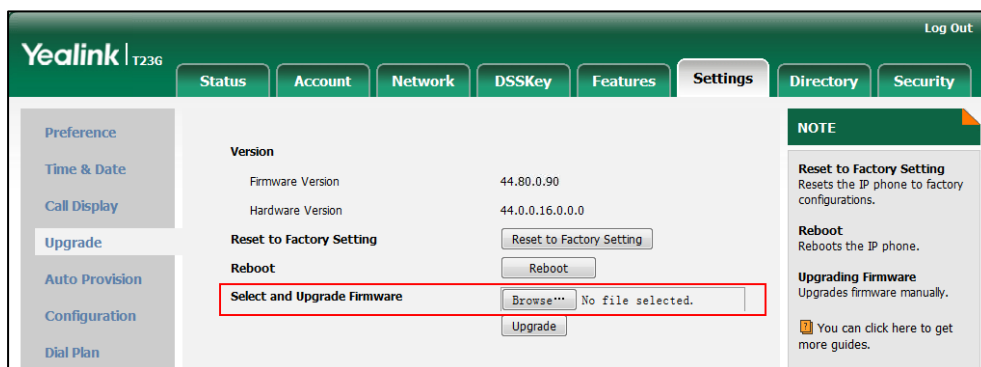 Log Out
Yealink | T23G
Status Account Network DSSKey Features Settings Directory Security
Preference
Time & Date
Call Display
Upgrade
Auto Provision
Configuration
Dial Plan
Version
Firmware Version 44.80.0.90
Hardware Version 44.0.0.16.0.0.0
Reset to Factory Setting Reset to Factory Setting
Reboot Reboot
Select and Upgrade Firmware Browse... No file selected.
Upgrade
NOTE
Reset to Factory Setting
Resets the IP phone to factory
configurations.
Reboot
Reboots the IP phone.
Upgrading Firmware
Upgrades firmware manually.
? You can click here to get
more guides.